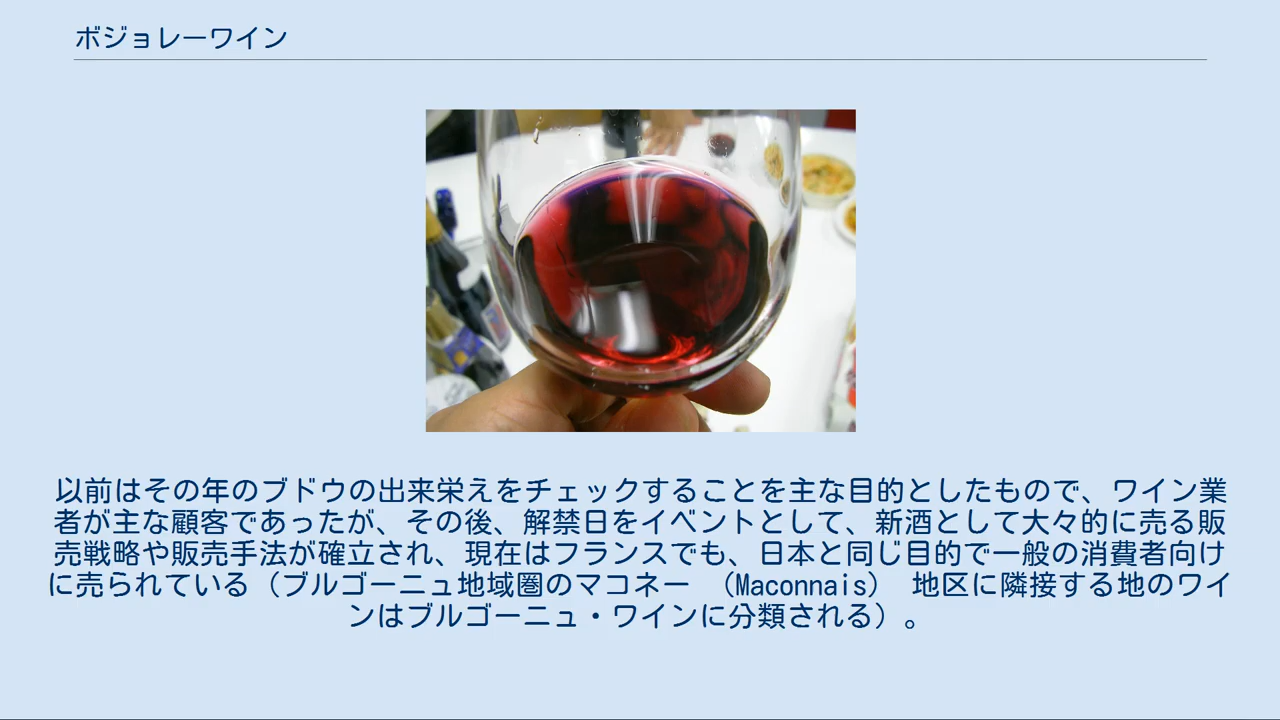 ボジョレーワイン
以前はその年のブドウの出来栄えをチェックすることを主な目的としたもので、ワイン業
者が主な顧客であったが、その後、解禁日をイベントとして、新酒として大々的に売る販
売戦略や販売手法が確立され、現在はフランスでも、日本と同じ目的で一般の消費者向け
に売られている（ブルゴーニュ地域圏のマコネー　（Maconnais）　地区に隣接する地のワイ
ンはブルゴーニュ・ワインに分類される）。